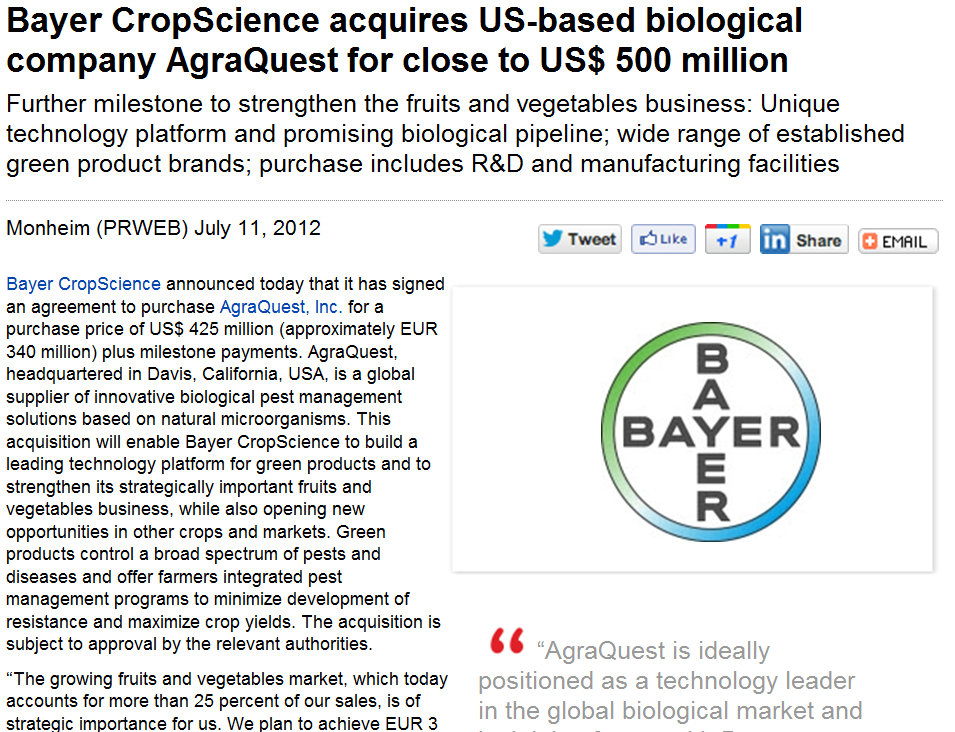 Bayer CropScience acquires US-based biological
company AgraQuest for close to US$ 500 million
Further milestone to strengthen the fruits and vegetables business: Unique
technology platform and promising biological pipeline; wide range of established
green product brands; purchase includes R&D and manufacturing facilities
Monheim (PRWEB) July 11, 2012
Tweet
Like
+1
in Share
EMAIL
Bayer CropScience announced today that it has signed
an agreement to purchase AgraQuest, Inc. for a
purchase price of US$ 425 million (approximately EUR
340 million) plus milestone payments. AgraQuest,
headquartered in Davis, California, USA, is a global
supplier of innovative biological pest management
solutions based on natural microorganisms. This
acquisition will enable Bayer CropScience to build a
leading technology platform for green products and to
strengthen its strategically important fruits and
vegetables business, while also opening new
opportunities in other crops and markets. Green
products control a broad spectrum of pests and
diseases and offer farmers integrated pest
management programs to minimize development of
resistance and maximize crop yields. The acquisition is
subject to approval by the relevant authorities.
“The growing fruits and vegetables market, which today
accounts for more than 25 percent of our sales, is of
strategic importance for us. We plan to achieve EUR 3
BAYER
BAYER
“ “AgraQuest is ideally
positioned as a technology leader
in the global biological market and